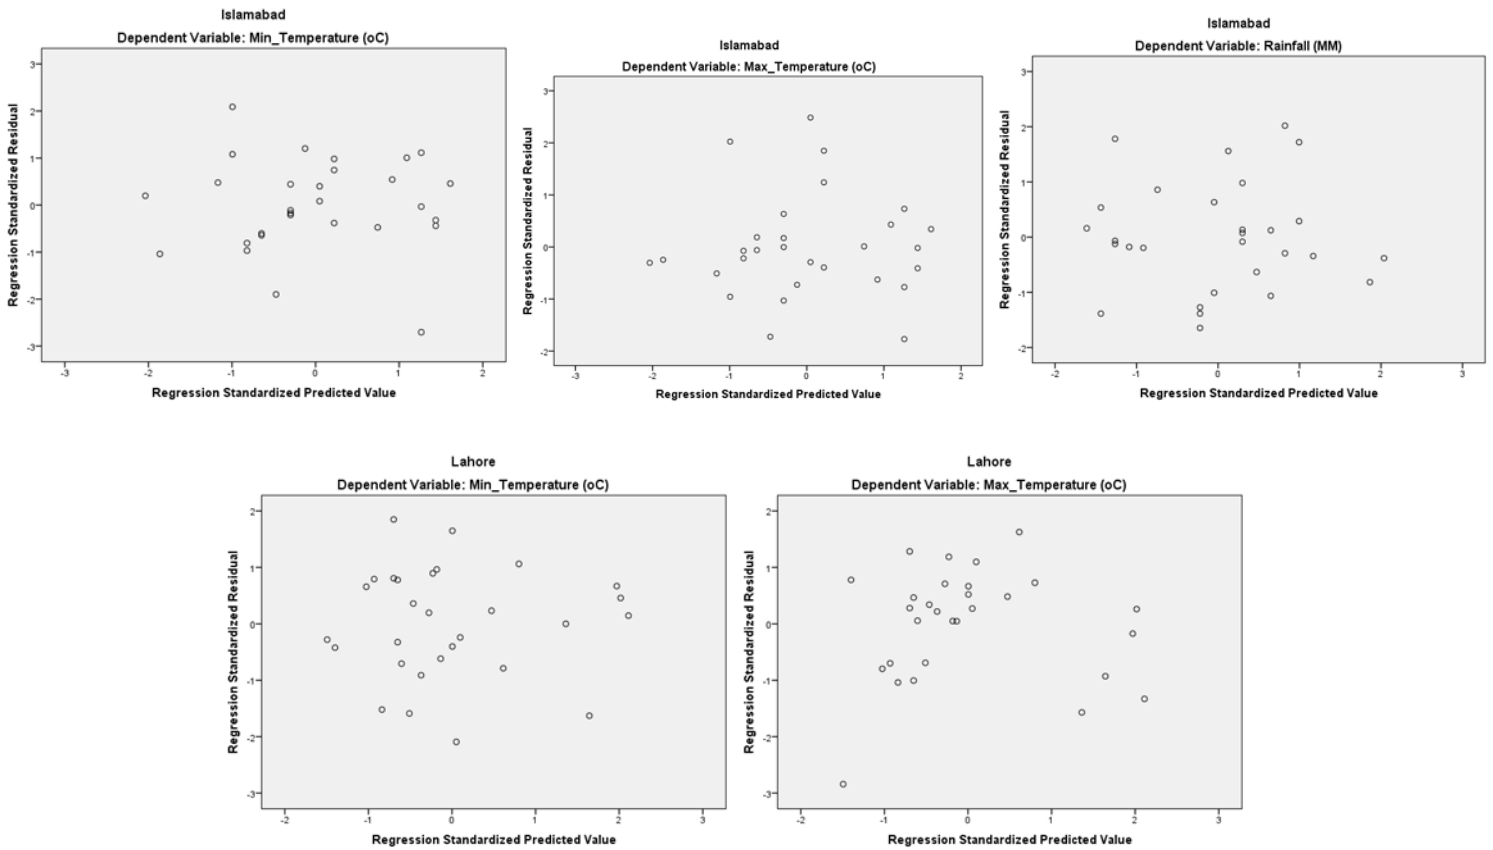 Islamabad
Dependent Variable: Min_Temperature (oC)
Regression Standardized Residual
3
2
1
0
-1
-2
-3
-3 -2 -1 0 1 2
Regression Standardized Predicted Value
Islamabad
Dependent Variable: Max_Temperature (oC)
Regression Standardized Residual
3
2
1
0
-1
-2
-3 -2 -1 0 1 2
Regression Standardized Predicted Value
Islamabad
Dependent Variable: Rainfall (MM)
Regression Standardized Residual
3
2
1
0
-1
-2
-2 -1 0 1 2 3
Regression Standardized Predicted Value
Lahore
Dependent Variable: Min_Temperature (oC)
Regression Standardized Residual
2
1
0
-1
-2
-3
-2 -1 0 1 2 3
Regression Standardized Predicted Value
Lahore
Dependent Variable: Max_Temperature (oC)
Regression Standardized Residual
2
1
0
-1
-2
-3
-2 -1 0 1 2 3
Regression Standardized Predicted Value